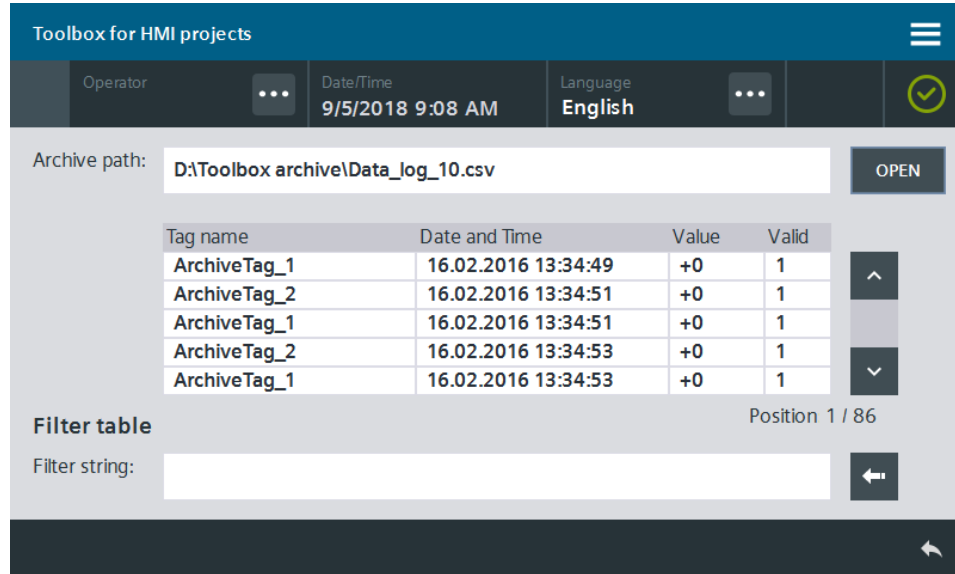 Toolbox for HMI projects
Operator ••• Date/Time Language •••
9/5/2018 9:08 AM English
Archive path: D:\Toolbox archive\Data_log_10.csv OPEN
Tag name Date and Time Value Valid
ArchiveTag_1 16.02.2016 13:34:49 +0 1
ArchiveTag_2 16.02.2016 13:34:51 +0 1
ArchiveTag_1 16.02.2016 13:34:51 +0 1
ArchiveTag_2 16.02.2016 13:34:53 +0 1
ArchiveTag_1 16.02.2016 13:34:53 +0 1
Position 1 / 86
Filter table
Filter string: